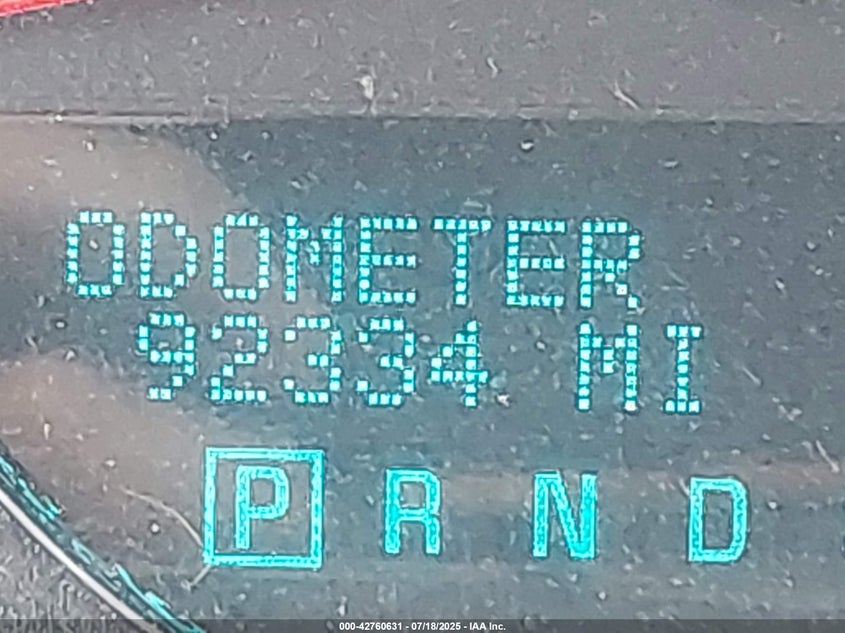 ODOMETER
92334 MI
P R N D
000-42760631 - 07/18/2025 - IAA Inc.